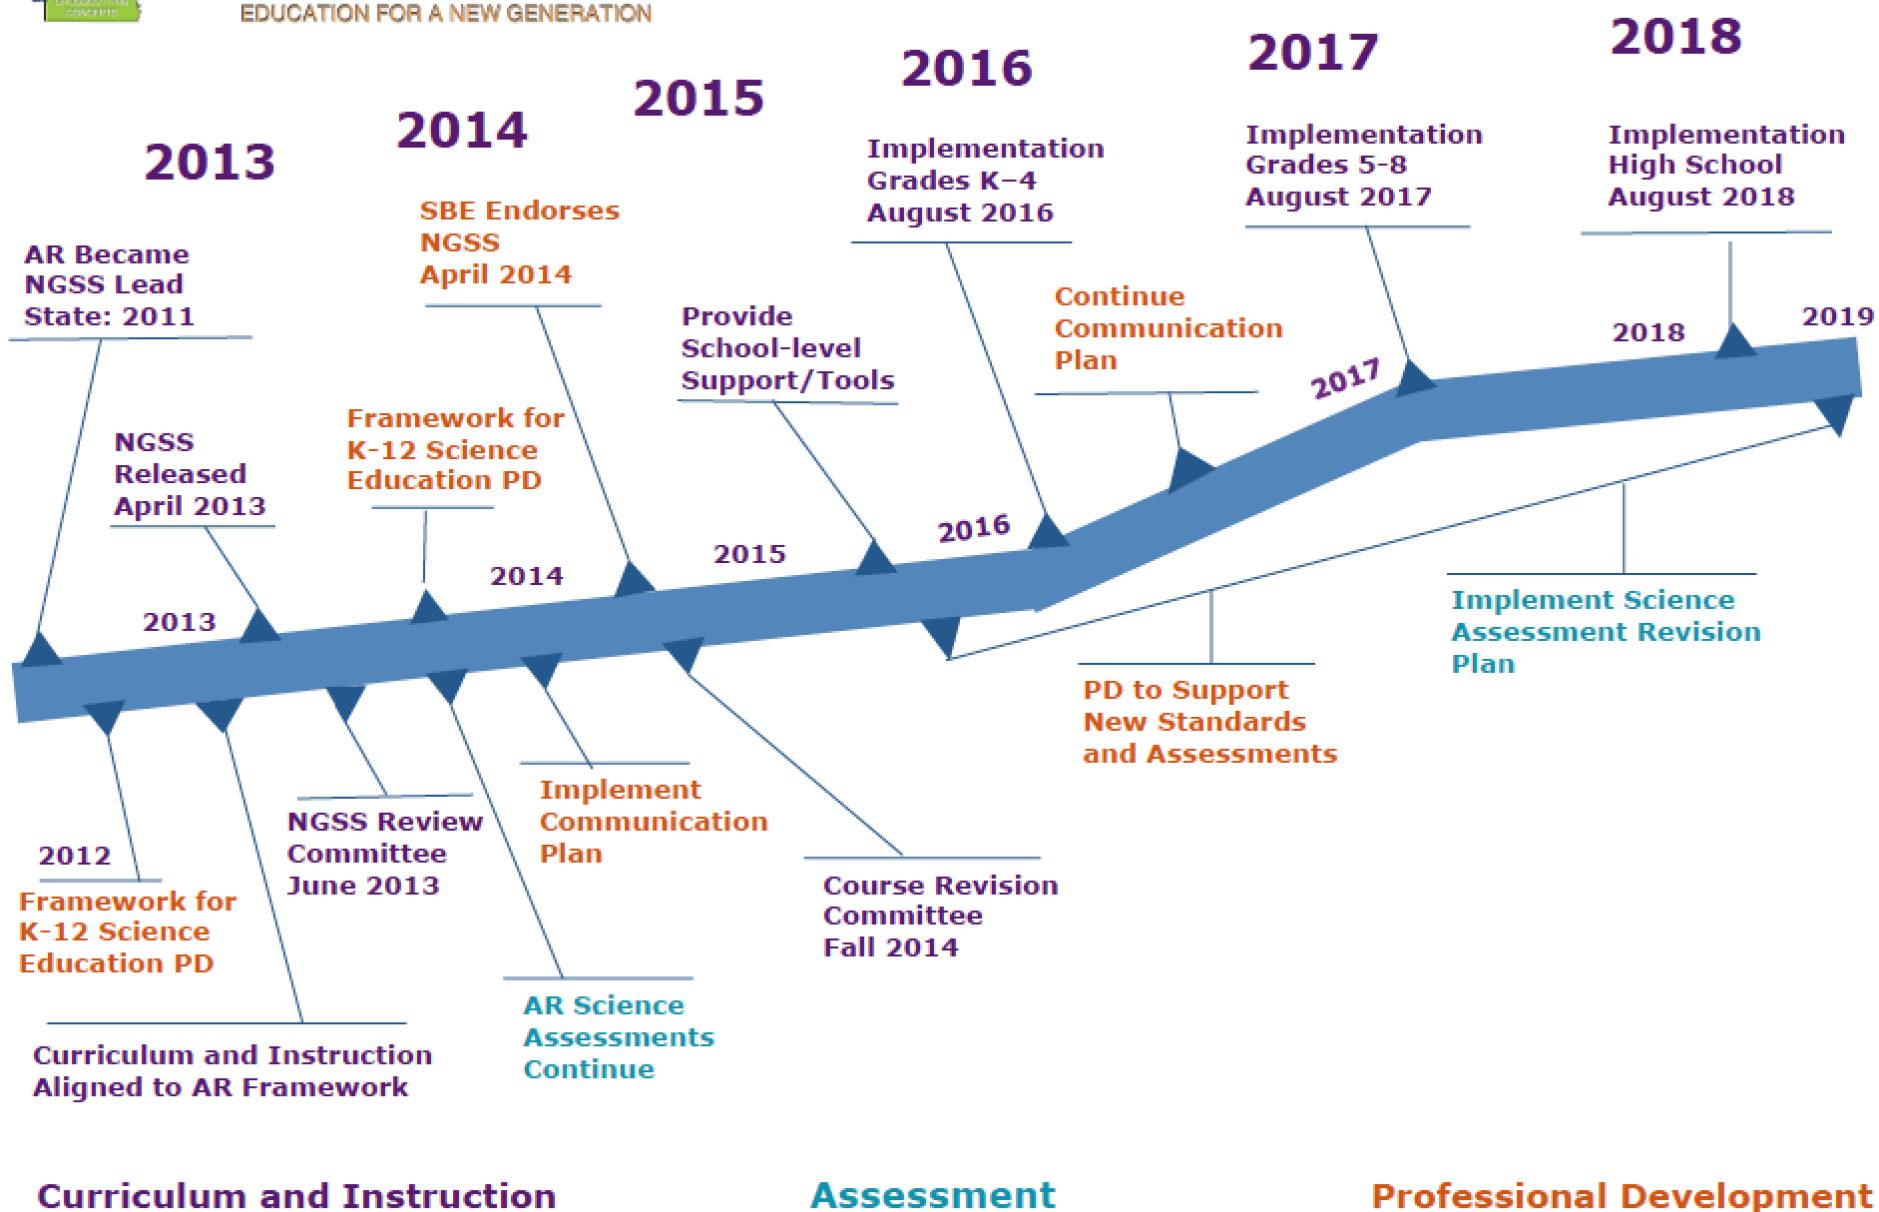 CROSSCUTTING
CONCEPTS
EDUCATION FOR A NEW GENERATION
2013
2014
2015
2016
2017
2018
AR Became
NGSS Lead
State: 2011
NGSS
Released
April 2013
Framework for
K-12 Science
Education PD
SBE Endorses
NGSS
April 2014
Provide
School-level
Support/Tools
Implementation
Grades K–4
August 2016
Continue
Communication
Plan
Implementation
Grades 5-8
August 2017
Implementation
High School
August 2018
2013
2014
2015
2016
2017
2018
2019
2012
Framework for
K-12 Science
Education PD
Curriculum and Instruction
Aligned to AR Framework
NGSS Review
Committee
June 2013
AR Science
Assessments
Continue
Implement
Communication
Plan
Course Revision
Committee
Fall 2014
PD to Support
New Standards
and Assessments
Implement Science
Assessment Revision
Plan
Curriculum and Instruction
Assessment
Professional Development